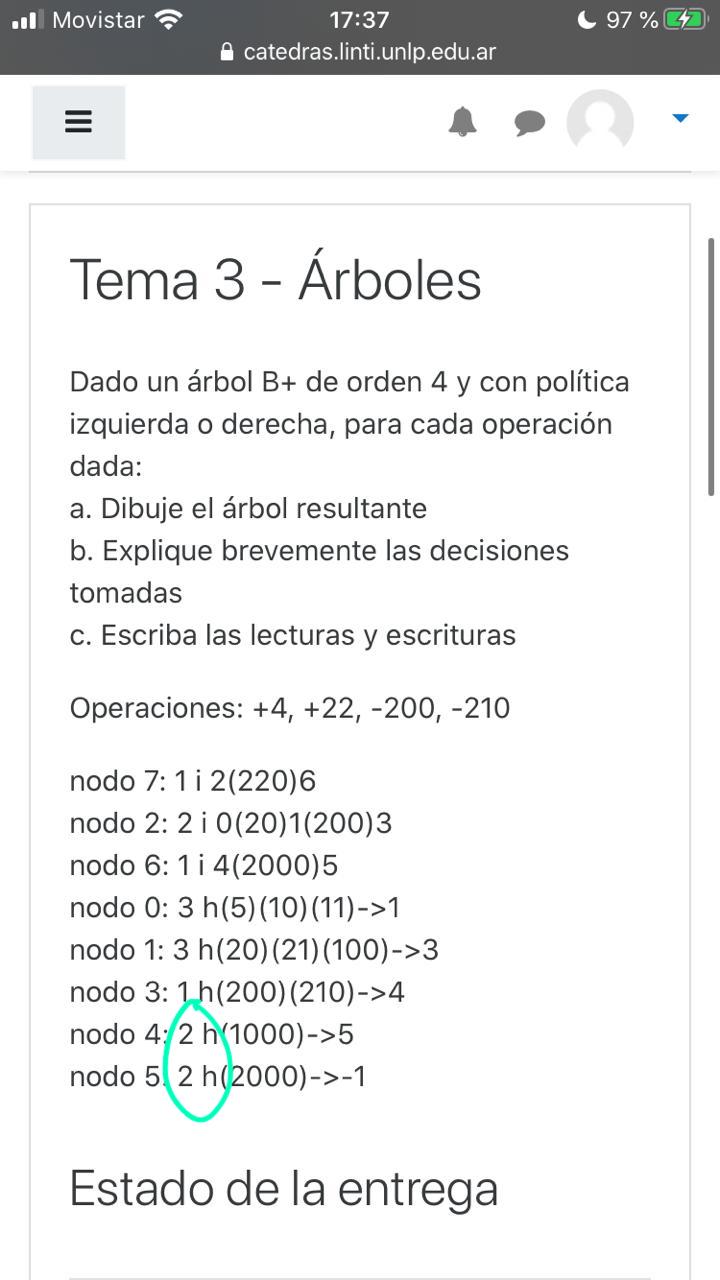 Movistar 17:37 97 %
catedras.linti.unlp.edu.ar
Tema 3 - Árboles
Dado un árbol B+ de orden 4 y con política
izquierda o derecha, para cada operación
dada:
a. Dibuje el árbol resultante
b. Explique brevemente las decisiones
tomadas
c. Escriba las lecturas y escrituras
Operaciones: +4, +22, -200, -210
nodo 7: 1 i 2(220)6
nodo 2: 2 i 0(20)1(200)3
nodo 6: 1 i 4(2000)5
nodo 0: 3 h(5)(10)(11)->1
nodo 1: 3 h(20)(21)(100)->3
nodo 3: 1 h(200)(210)->4
nodo 4: 2 h(1000)->5
nodo 5: 2 h(2000)->-1
Estado de la entrega